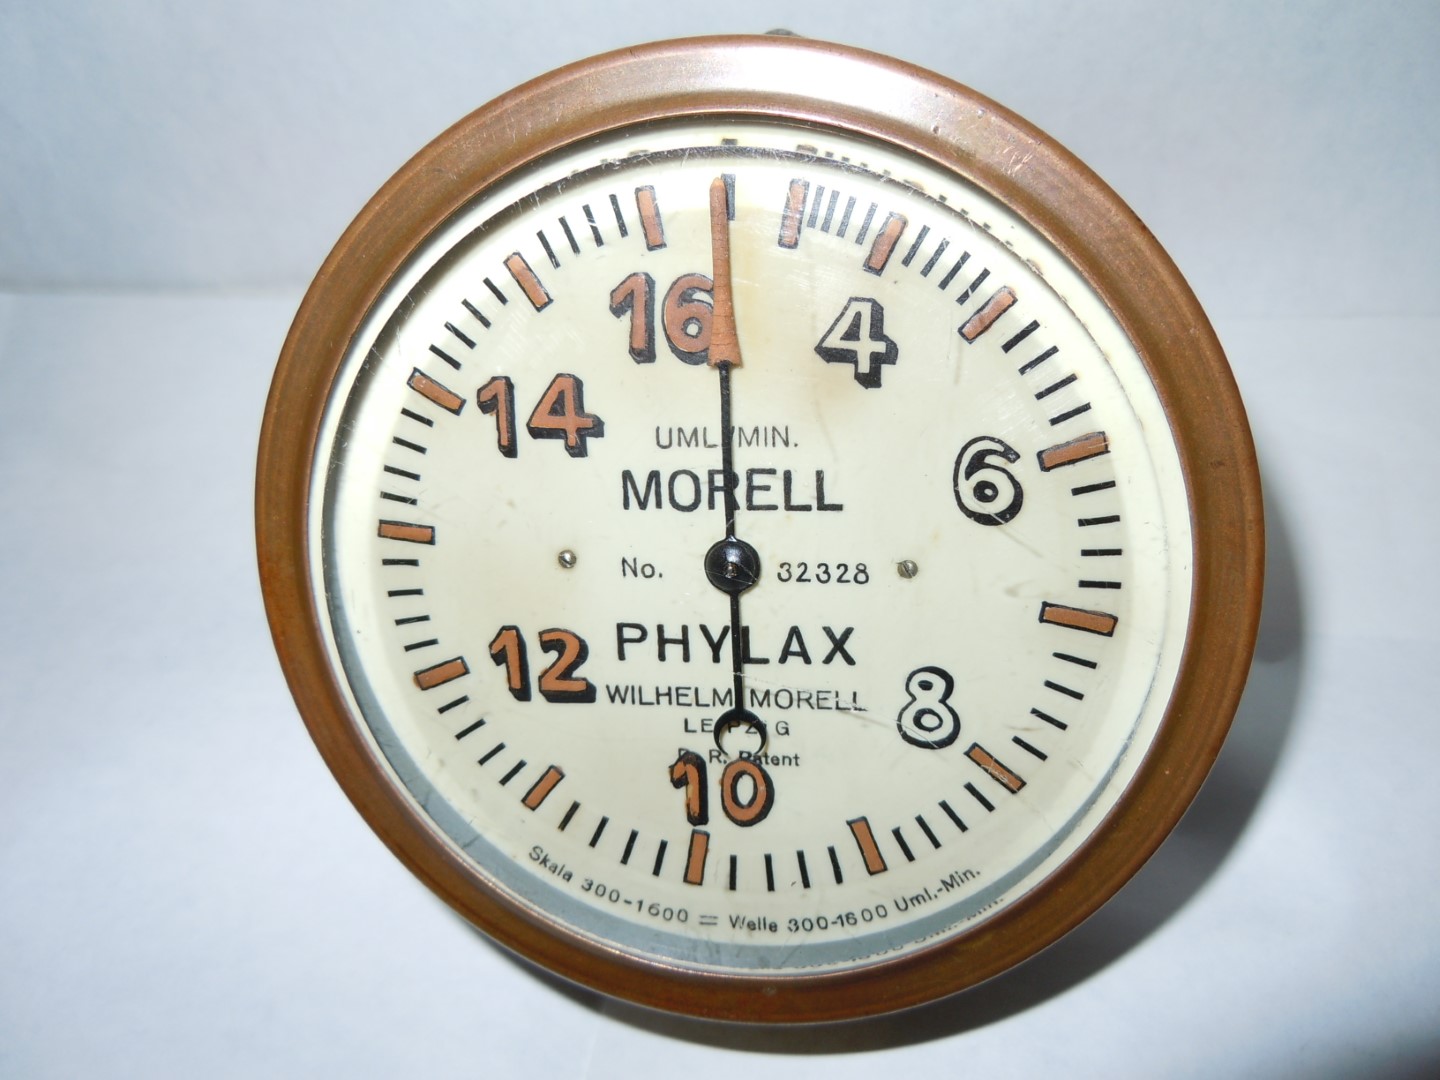 16
4
14
6
12
8
10
UML/MIN.
MORELL
No. 32328
PHYLAX
WILHELM MORELL
LEIPZIG
D. R. Patent
Skala 300-1600 = Welle 300-1600 Uml.-Min.